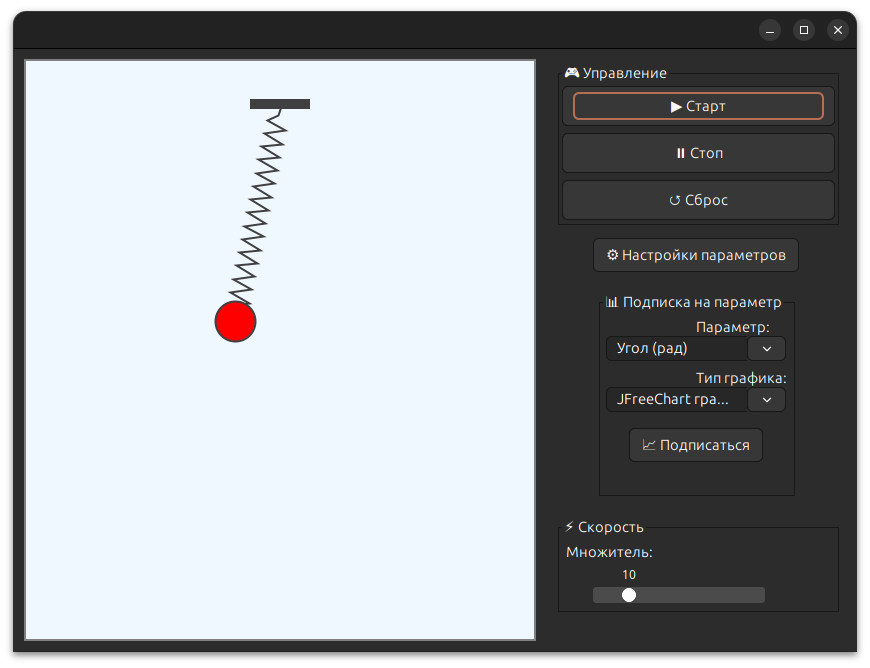 🎮 Управление
▶ Старт
⏸ Стоп
↺ Сброс
⚙ Настройки параметров
📊 Подписка на параметр
Параметр:
Угол (рад)
Тип графика:
JFreeChart гра...
📈 Подписаться
⚡ Скорость
Множитель:
10